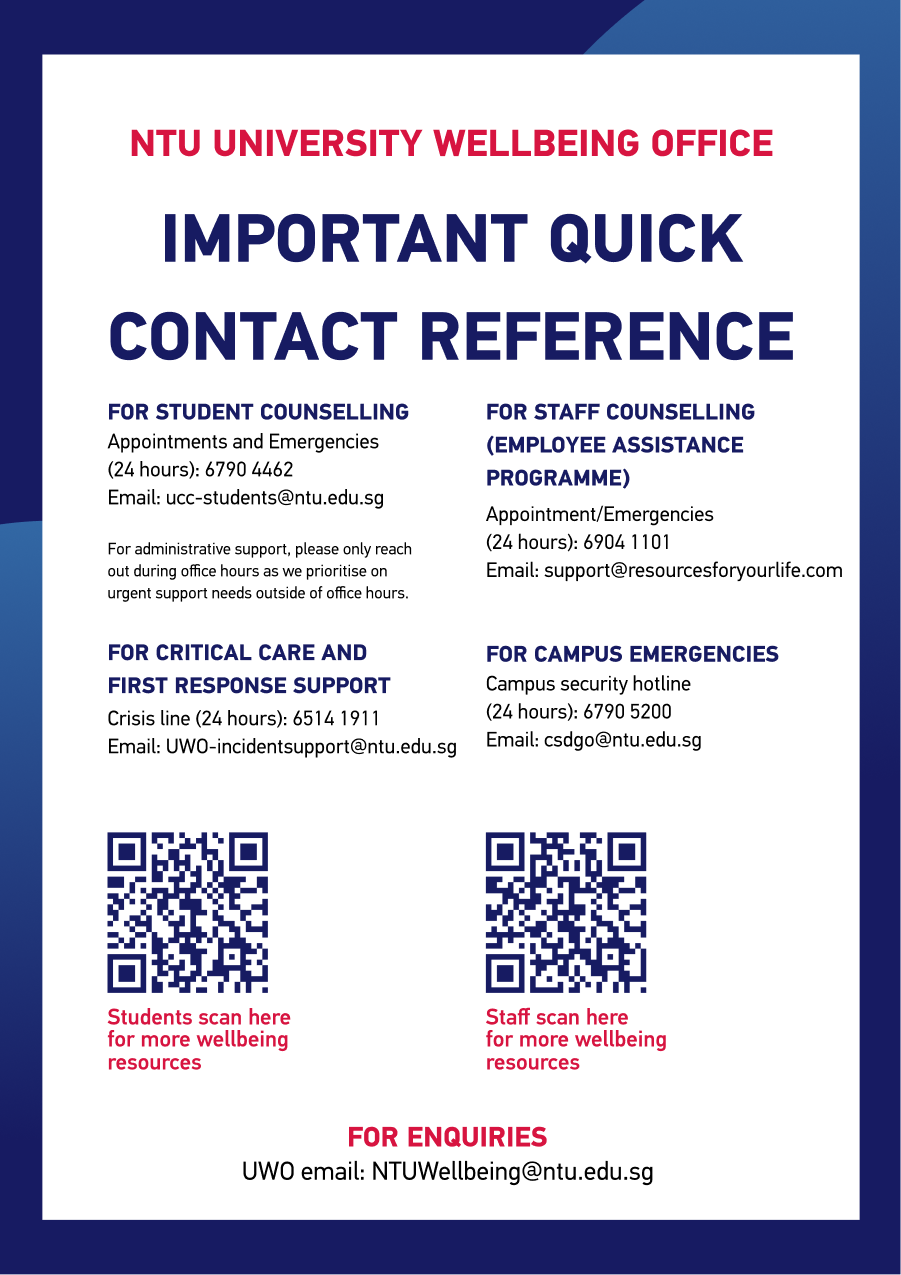 NTU UNIVERSITY WELLBEING OFFICE
IMPORTANT QUICK
CONTACT REFERENCE
FOR STUDENT COUNSELLING
Appointments and Emergencies
(24 hours): 6790 4462
Email: ucc-students@ntu.edu.sg
For administrative support, please only reach
out during office hours as we prioritise on
urgent support needs outside of office hours.
FOR STAFF COUNSELLING
(EMPLOYEE ASSISTANCE
PROGRAMME)
Appointment/Emergencies
(24 hours): 6904 1101
Email: support@resourcesforyourlife.com
FOR CRITICAL CARE AND
FIRST RESPONSE SUPPORT
Crisis line (24 hours): 6514 1911
Email: UWO-incidentsupport@ntu.edu.sg
FOR CAMPUS EMERGENCIES
Campus security hotline
(24 hours): 6790 5200
Email: csdgo@ntu.edu.sg
Students scan here
for more wellbeing
resources
Staff scan here
for more wellbeing
resources
FOR ENQUIRIES
UWO email: NTUWellbeing@ntu.edu.sg